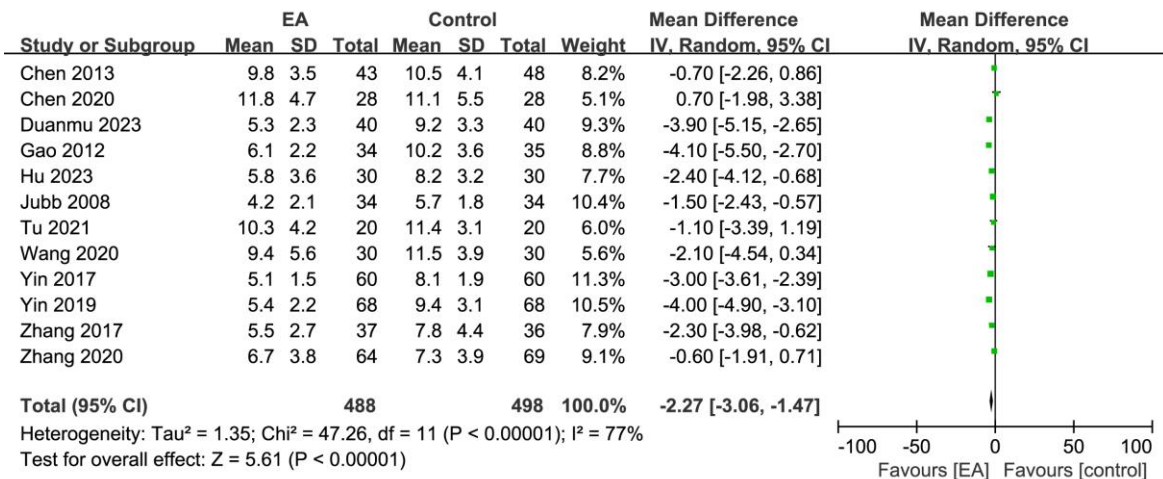 EA Control Mean Difference Mean Difference
Study or Subgroup Mean SD Total Mean SD Total Weight IV, Random, 95% CI IV, Random, 95% CI
Chen 2013 9.8 3.5 43 10.5 4.1 48 8.2% -0.70 [-2.26, 0.86]
Chen 2020 11.8 4.7 28 11.1 5.5 28 5.1% 0.70 [-1.98, 3.38]
Duanmu 2023 5.3 2.3 40 9.2 3.3 40 9.3% -3.90 [-5.15, -2.65]
Gao 2012 6.1 2.2 34 10.2 3.6 35 8.8% -4.10 [-5.50, -2.70]
Hu 2023 5.8 3.6 30 8.2 3.2 30 7.7% -2.40 [-4.12, -0.68]
Jubb 2008 4.2 2.1 34 5.7 1.8 34 10.4% -1.50 [-2.43, -0.57]
Tu 2021 10.3 4.2 20 11.4 3.1 20 6.0% -1.10 [-3.39, 1.19]
Wang 2020 9.4 5.6 30 11.5 3.9 30 5.6% -2.10 [-4.54, 0.34]
Yin 2017 5.1 1.5 60 8.1 1.9 60 11.3% -3.00 [-3.61, -2.39]
Yin 2019 5.4 2.2 68 9.4 3.1 68 10.5% -4.00 [-4.90, -3.10]
Zhang 2017 5.5 2.7 37 7.8 4.4 36 7.9% -2.30 [-3.98, -0.62]
Zhang 2020 6.7 3.8 64 7.3 3.9 69 9.1% -0.60 [-1.91, 0.71]
Total (95% CI) 488 498 100.0% -2.27 [-3.06, -1.47]
Heterogeneity: Tau² = 1.35; Chi² = 47.26, df = 11 (P < 0.00001); I² = 77%
Test for overall effect: Z = 5.61 (P < 0.00001)
-100 -50 0 50 100
Favours [EA] Favours [control]